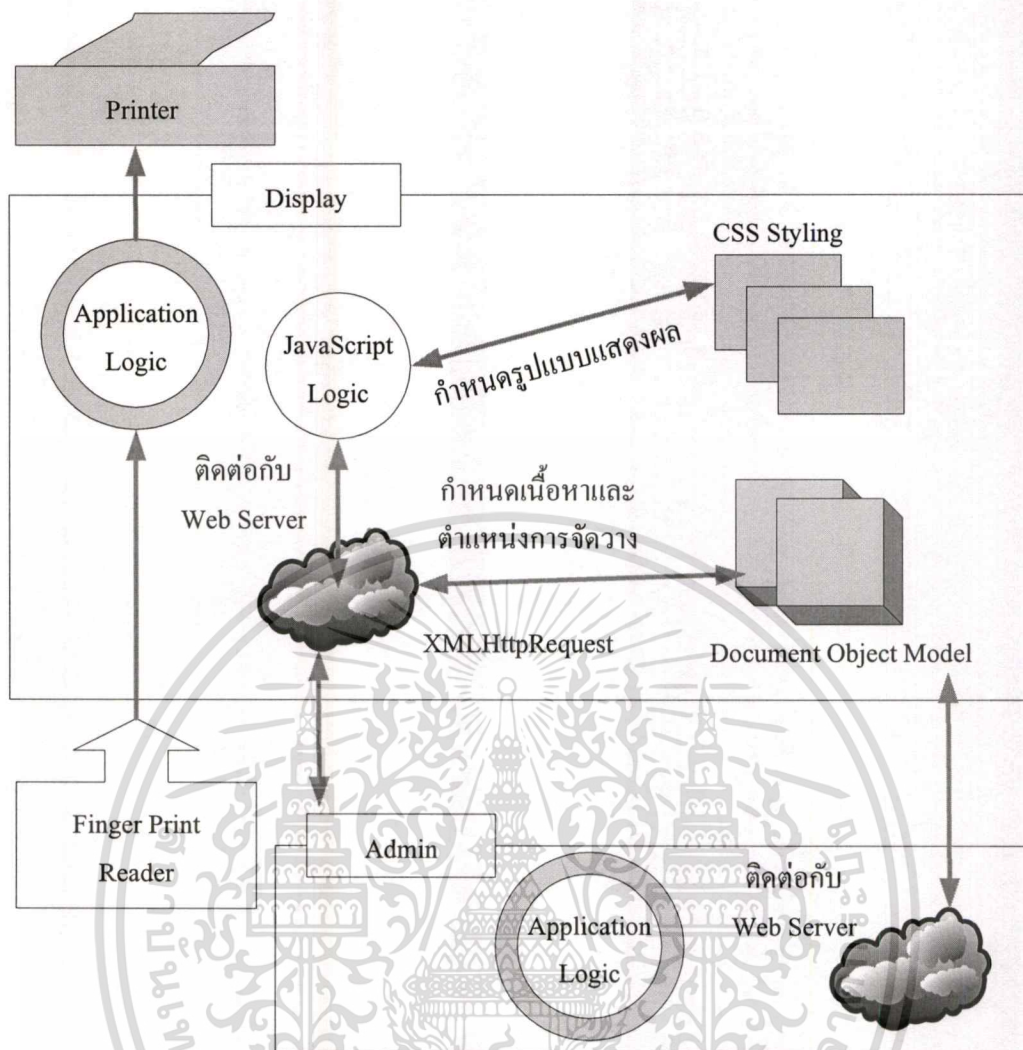 Printer
Display
CSS Styling
Application
Logic
JavaScript
Logic
กำหนดรูปแบบแสดงผล
ติดต่อกับ
Web Server
กำหนดเนื้อหาและ
ตำแหน่งการจัดวาง
XMLHttpRequest
Document Object Model
Finger Print
Reader
Admin
Application
Logic
ติดต่อกับ
Web Server